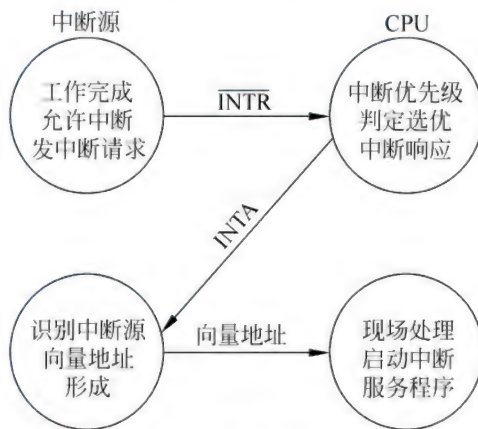 中断源
CPU
工作完成
允许中断
发中断请求
INTR
中断优先级
判定选优
中断响应
INTA
识别中断源
向量地址
形成
向量地址
现场处理
启动中断
服务程序